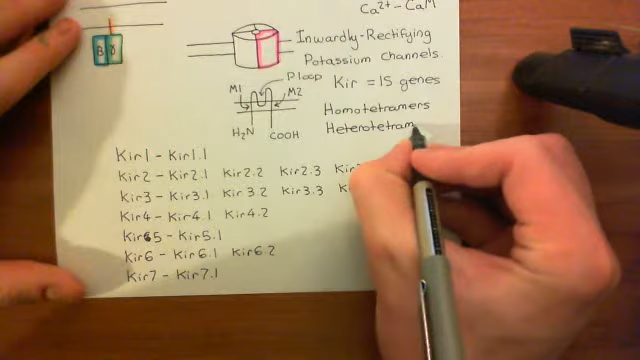 Ca²⁺ - CaM
β γ
Inwardly-Rectifying
Potassium channels.
P loop
Kir = 15 genes
M1
M2
Homotetramers
H₂N
COOH
Heterotetram
Kir1 - Kir1.1
Kir2 - Kir2.1 Kir2.2 Kir2.3
Kir3 - Kir3.1 Kir3.2 Kir3.3
Kir4 - Kir4.1 Kir4.2
Kir5 - Kir5.1
Kir6 - Kir6.1 Kir6.2
Kir7 - Kir7.1